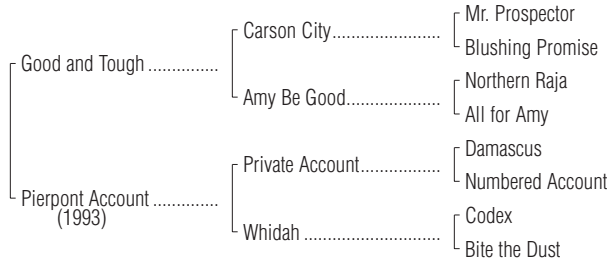 Mr. Prospector
Carson City....................
Blushing Promise
Good and Tough ..............
Northern Raja
Amy Be Good..................
All for Amy
Damascus
Private Account...............
Numbered Account
Pierpont Account .............
(1993)
Codex
Whidah .........................
Bite the Dust